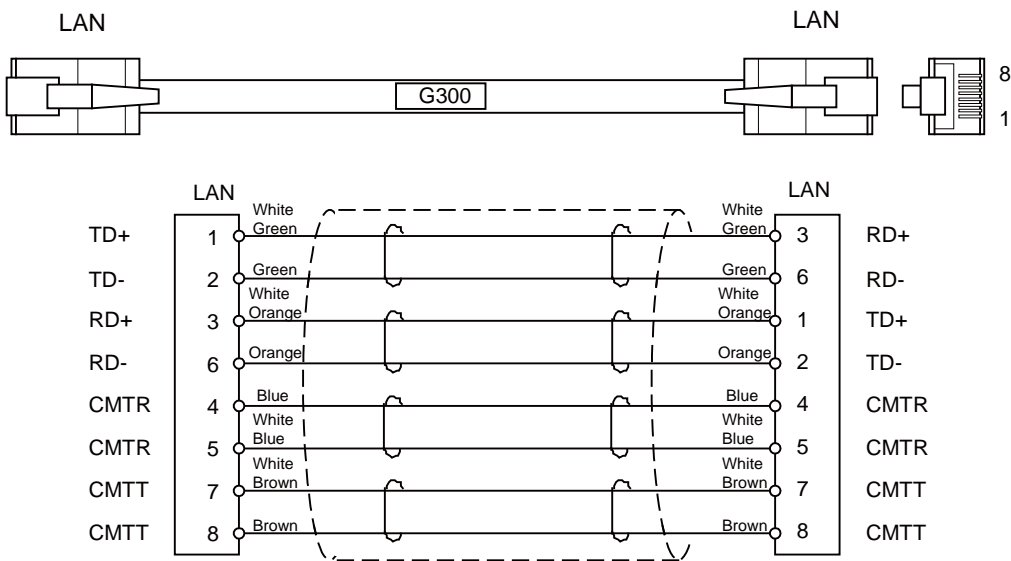 LAN
LAN
G300
8
1
LAN
LAN
TD+ 1 White Green White Green 3 RD+
TD- 2 Green Green 6 RD-
RD+ 3 White Orange White Orange 1 TD+
RD- 6 Orange Orange 2 TD-
CMTR 4 Blue Blue 4 CMTR
CMTR 5 White Blue White Blue 5 CMTR
CMTT 7 White Brown White Brown 7 CMTT
CMTT 8 Brown Brown 8 CMTT